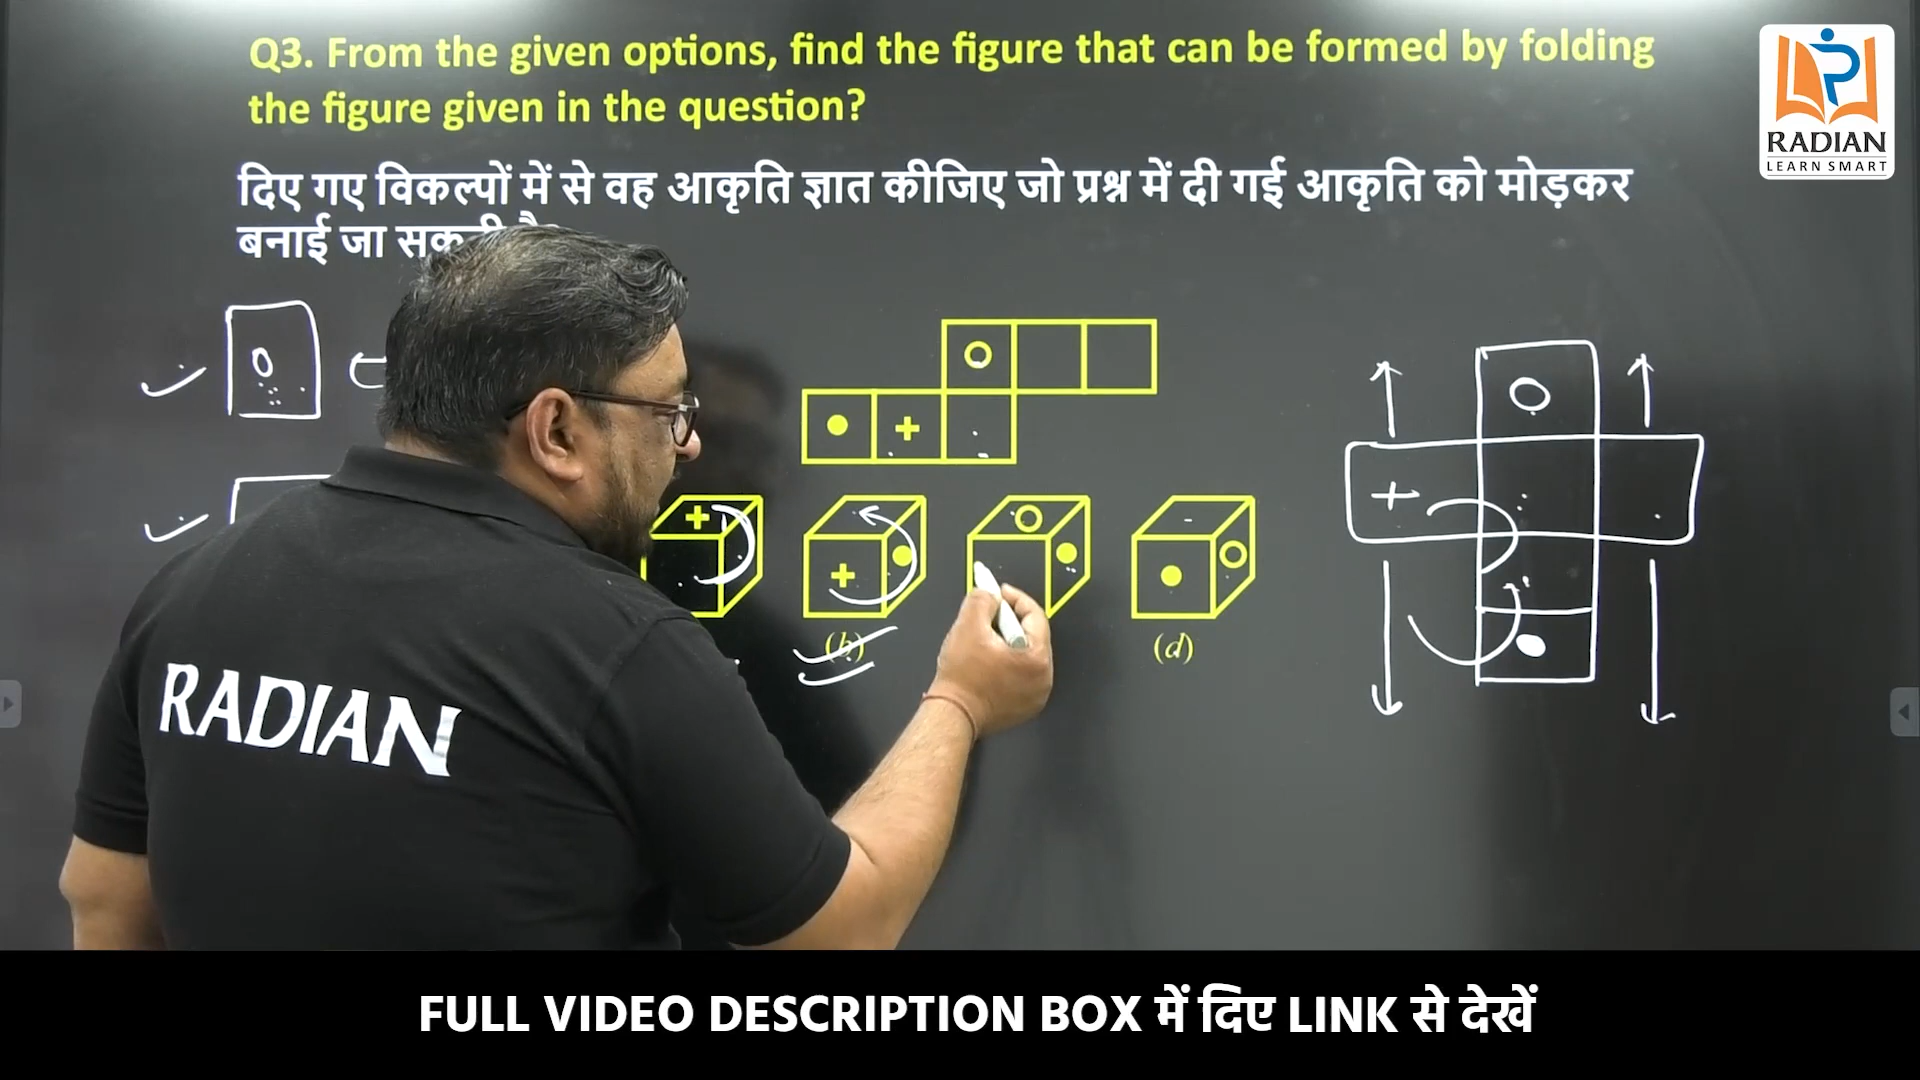 Q3. From the given options, find the figure that can be formed by folding
the figure given in the question?
दिए गए विकल्पों में से वह आकृति ज्ञात कीजिए जो प्रश्न में दी गई आकृति को मोड़कर
बनाई जा
RADIAN
LEARN SMART
(b)
(d)
RADIAN
FULL VIDEO DESCRIPTION BOX में दिए LINK से देखें